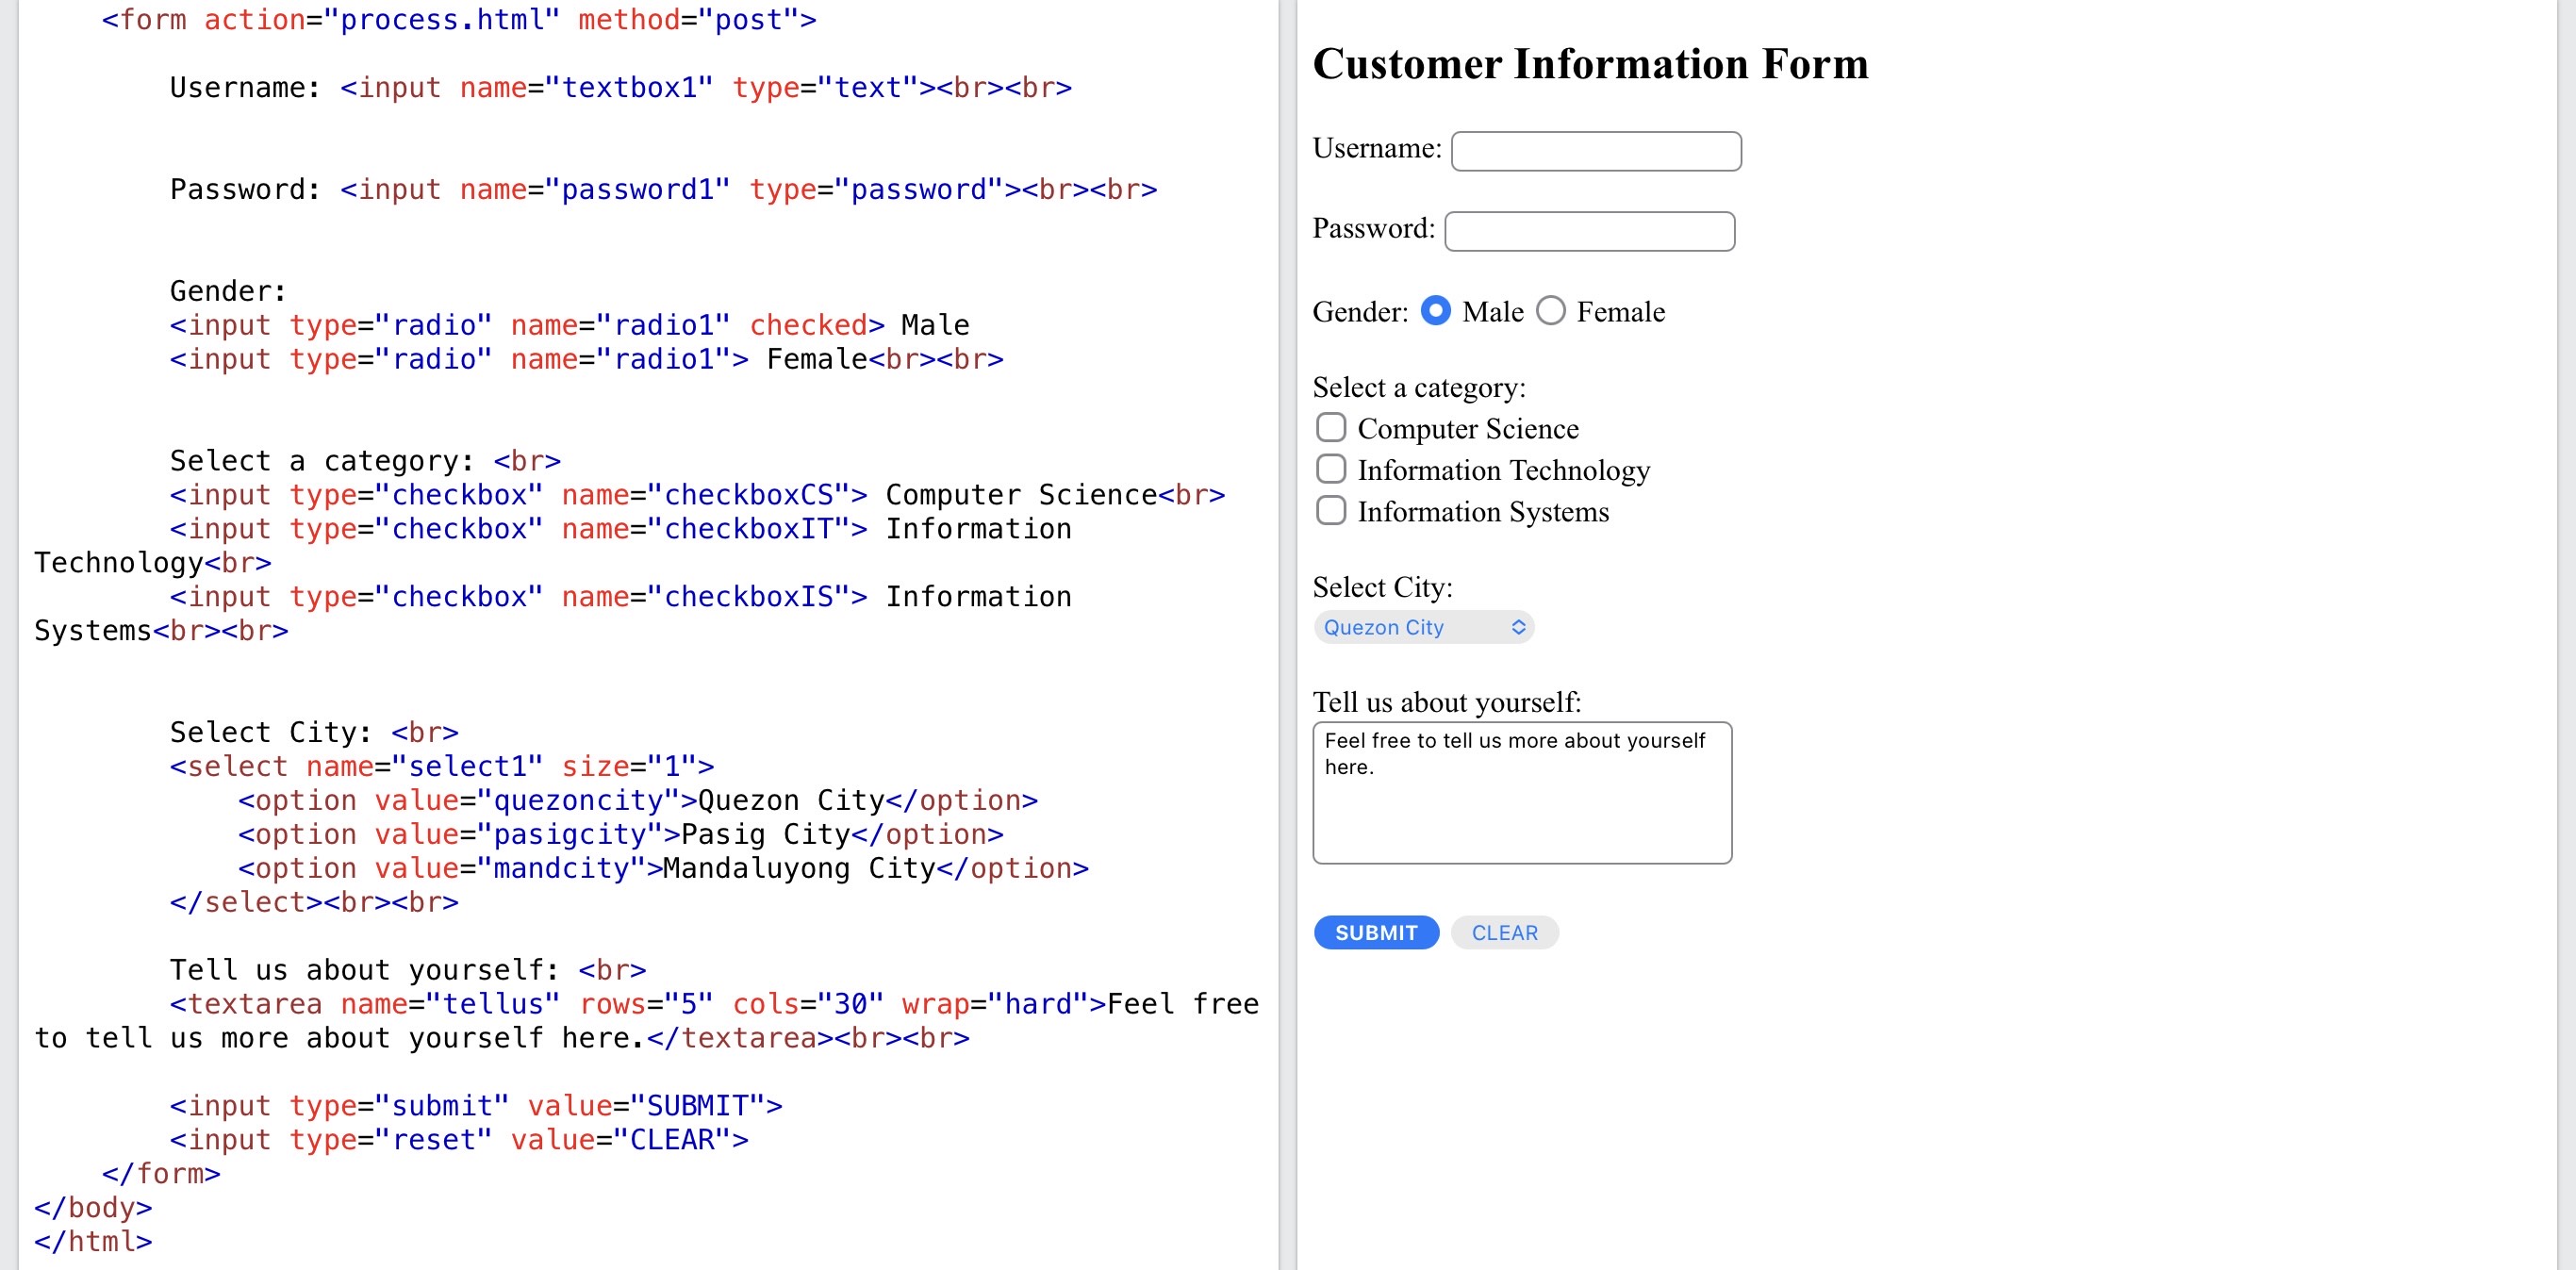 <form action="process.html" method="post">
Username: <input name="textbox1" type="text"><br><br>
Password: <input name="password1" type="password"><br><br>
Gender:
<input type="radio" name="radio1" checked> Male
<input type="radio" name="radio1"> Female<br><br>
Select a category: <br>
<input type="checkbox" name="checkboxCS"> Computer Science<br>
<input type="checkbox" name="checkboxIT"> Information
Technology<br>
<input type="checkbox" name="checkboxIS"> Information
Systems<br><br>
Select City: <br>
<select name="select1" size="1">
<option value="quezoncity">Quezon City</option>
<option value="pasigcity">Pasig City</option>
<option value="mandcity">Mandaluyong City</option>
</select><br><br>
Tell us about yourself: <br>
<textarea name="tellus" rows="5" cols="30" wrap="hard">Feel free
to tell us more about yourself here.</textarea><br><br>
<input type="submit" value="SUBMIT">
<input type="reset" value="CLEAR">
</form>
</body>
</html>
Customer Information Form
Username:
Password:
Gender: Male Female
Select a category:
Computer Science
Information Technology
Information Systems
Select City:
Quezon City
Tell us about yourself:
Feel free to tell us more about yourself
here.
SUBMIT CLEAR